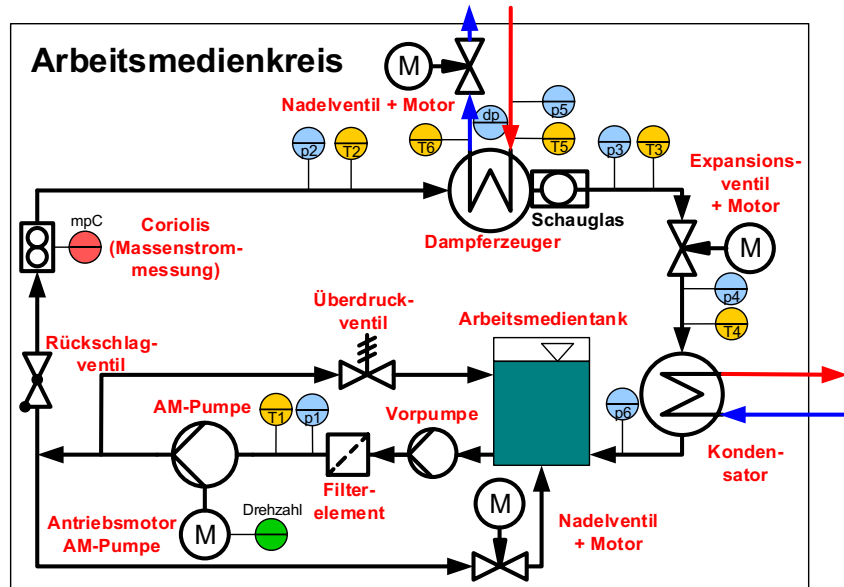 Arbeitsmedienkreis
M
Nadelventil + Motor
dp
p5
p2
T2
T6
T5
p3
T3
Expansions-
ventil
+ Motor
mpC
Coriolis
(Massenstrom-
messung)
Schauglas
Dampferzeuger
M
p4
T4
Überdruck-
ventil
Arbeitsmedientank
Rückschlag-
ventil
AM-Pumpe
T1
p1
Vorpumpe
p6
Konden-
sator
Filter-
element
Antriebsmotor
AM-Pumpe
M
Drehzahl
M
Nadelventil
+ Motor